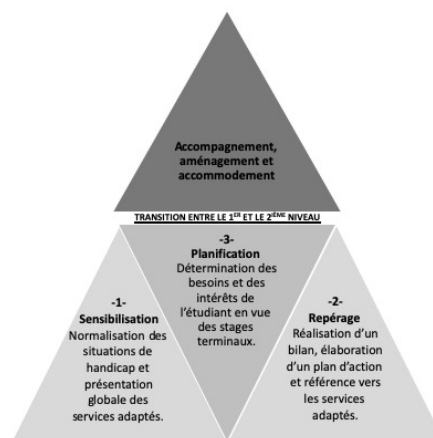 Accompagnement,
aménagement et
accommodement
TRANSITION ENTRE LE 1ER ET LE 2IÈME NIVEAU
-3-
Planification
Détermination des
besoins et des
intérêts de
l'étudiant en vue
des stages
terminaux.
-1-
Sensibilisation
Normalisation des
situations de
handicap et
présentation
globale des
services adaptés.
-2-
Repérage
Réalisation d'un
bilan, élaboration
d'un plan d'action
et référence vers
les services
adaptés.